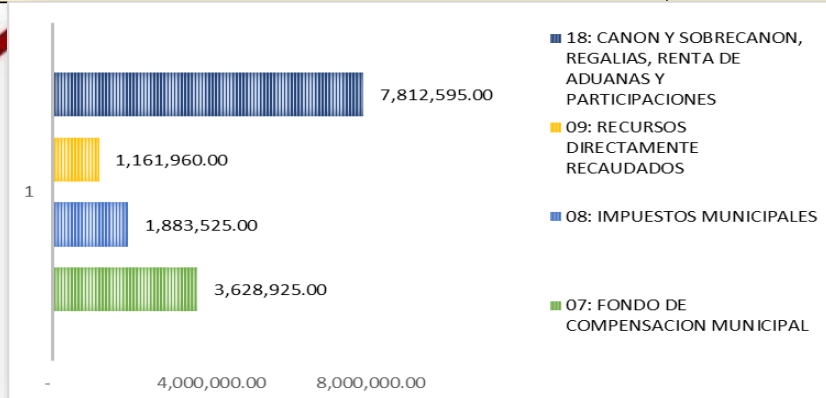 18: CANON Y SOBRECANON,
REGALIAS, RENTA DE
ADUANAS Y
PARTICIPACIONES
7,812,595.00
09: RECURSOS
DIRECTAMENTE
RECAUDADOS
1,161,960.00
1
08: IMPUESTOS MUNICIPALES
1,883,525.00
3,628,925.00
07: FONDO DE
COMPENSACION MUNICIPAL
- 4,000,000.00 8,000,000.00